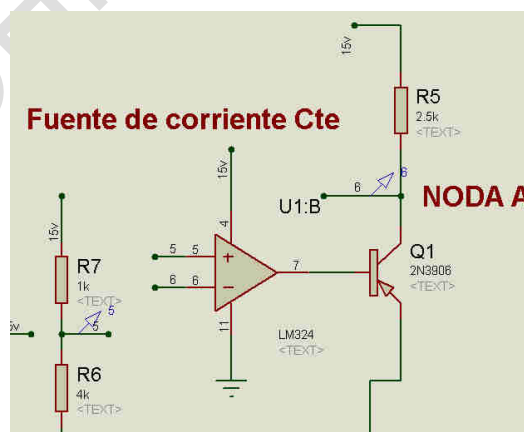 15v
R5
2.5k
<TEXT>
Fuente de corriente Cte
15v
6
6
NODA A
U1:B
4
15v
5
5
6
6
7
11
Q1
2N3906
<TEXT>
LM324
<TEXT>
R7
1k
<TEXT>
5
5
5v
R6
4k
<TEXT>